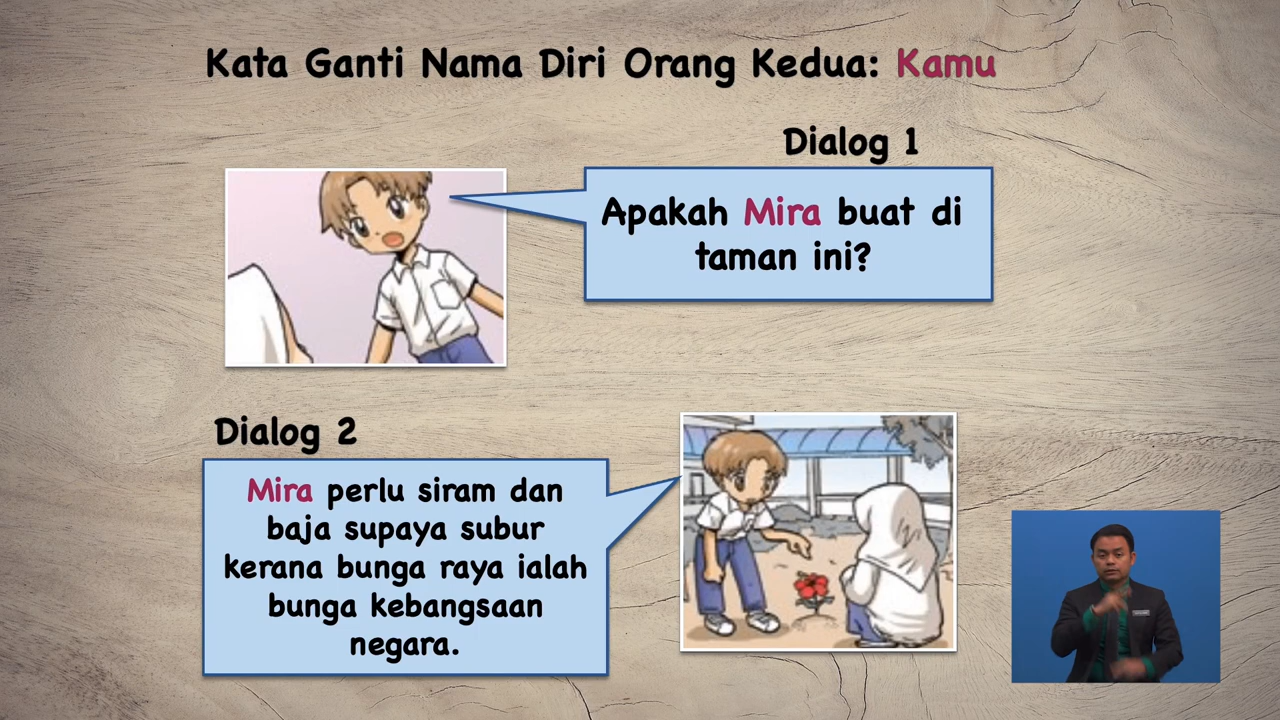 Kata Ganti Nama Diri Orang Kedua: Kamu
Dialog 1
Apakah Mira buat di
taman ini?
Dialog 2
Mira perlu siram dan
baja supaya subur
kerana bunga raya ialah
bunga kebangsaan
negara.